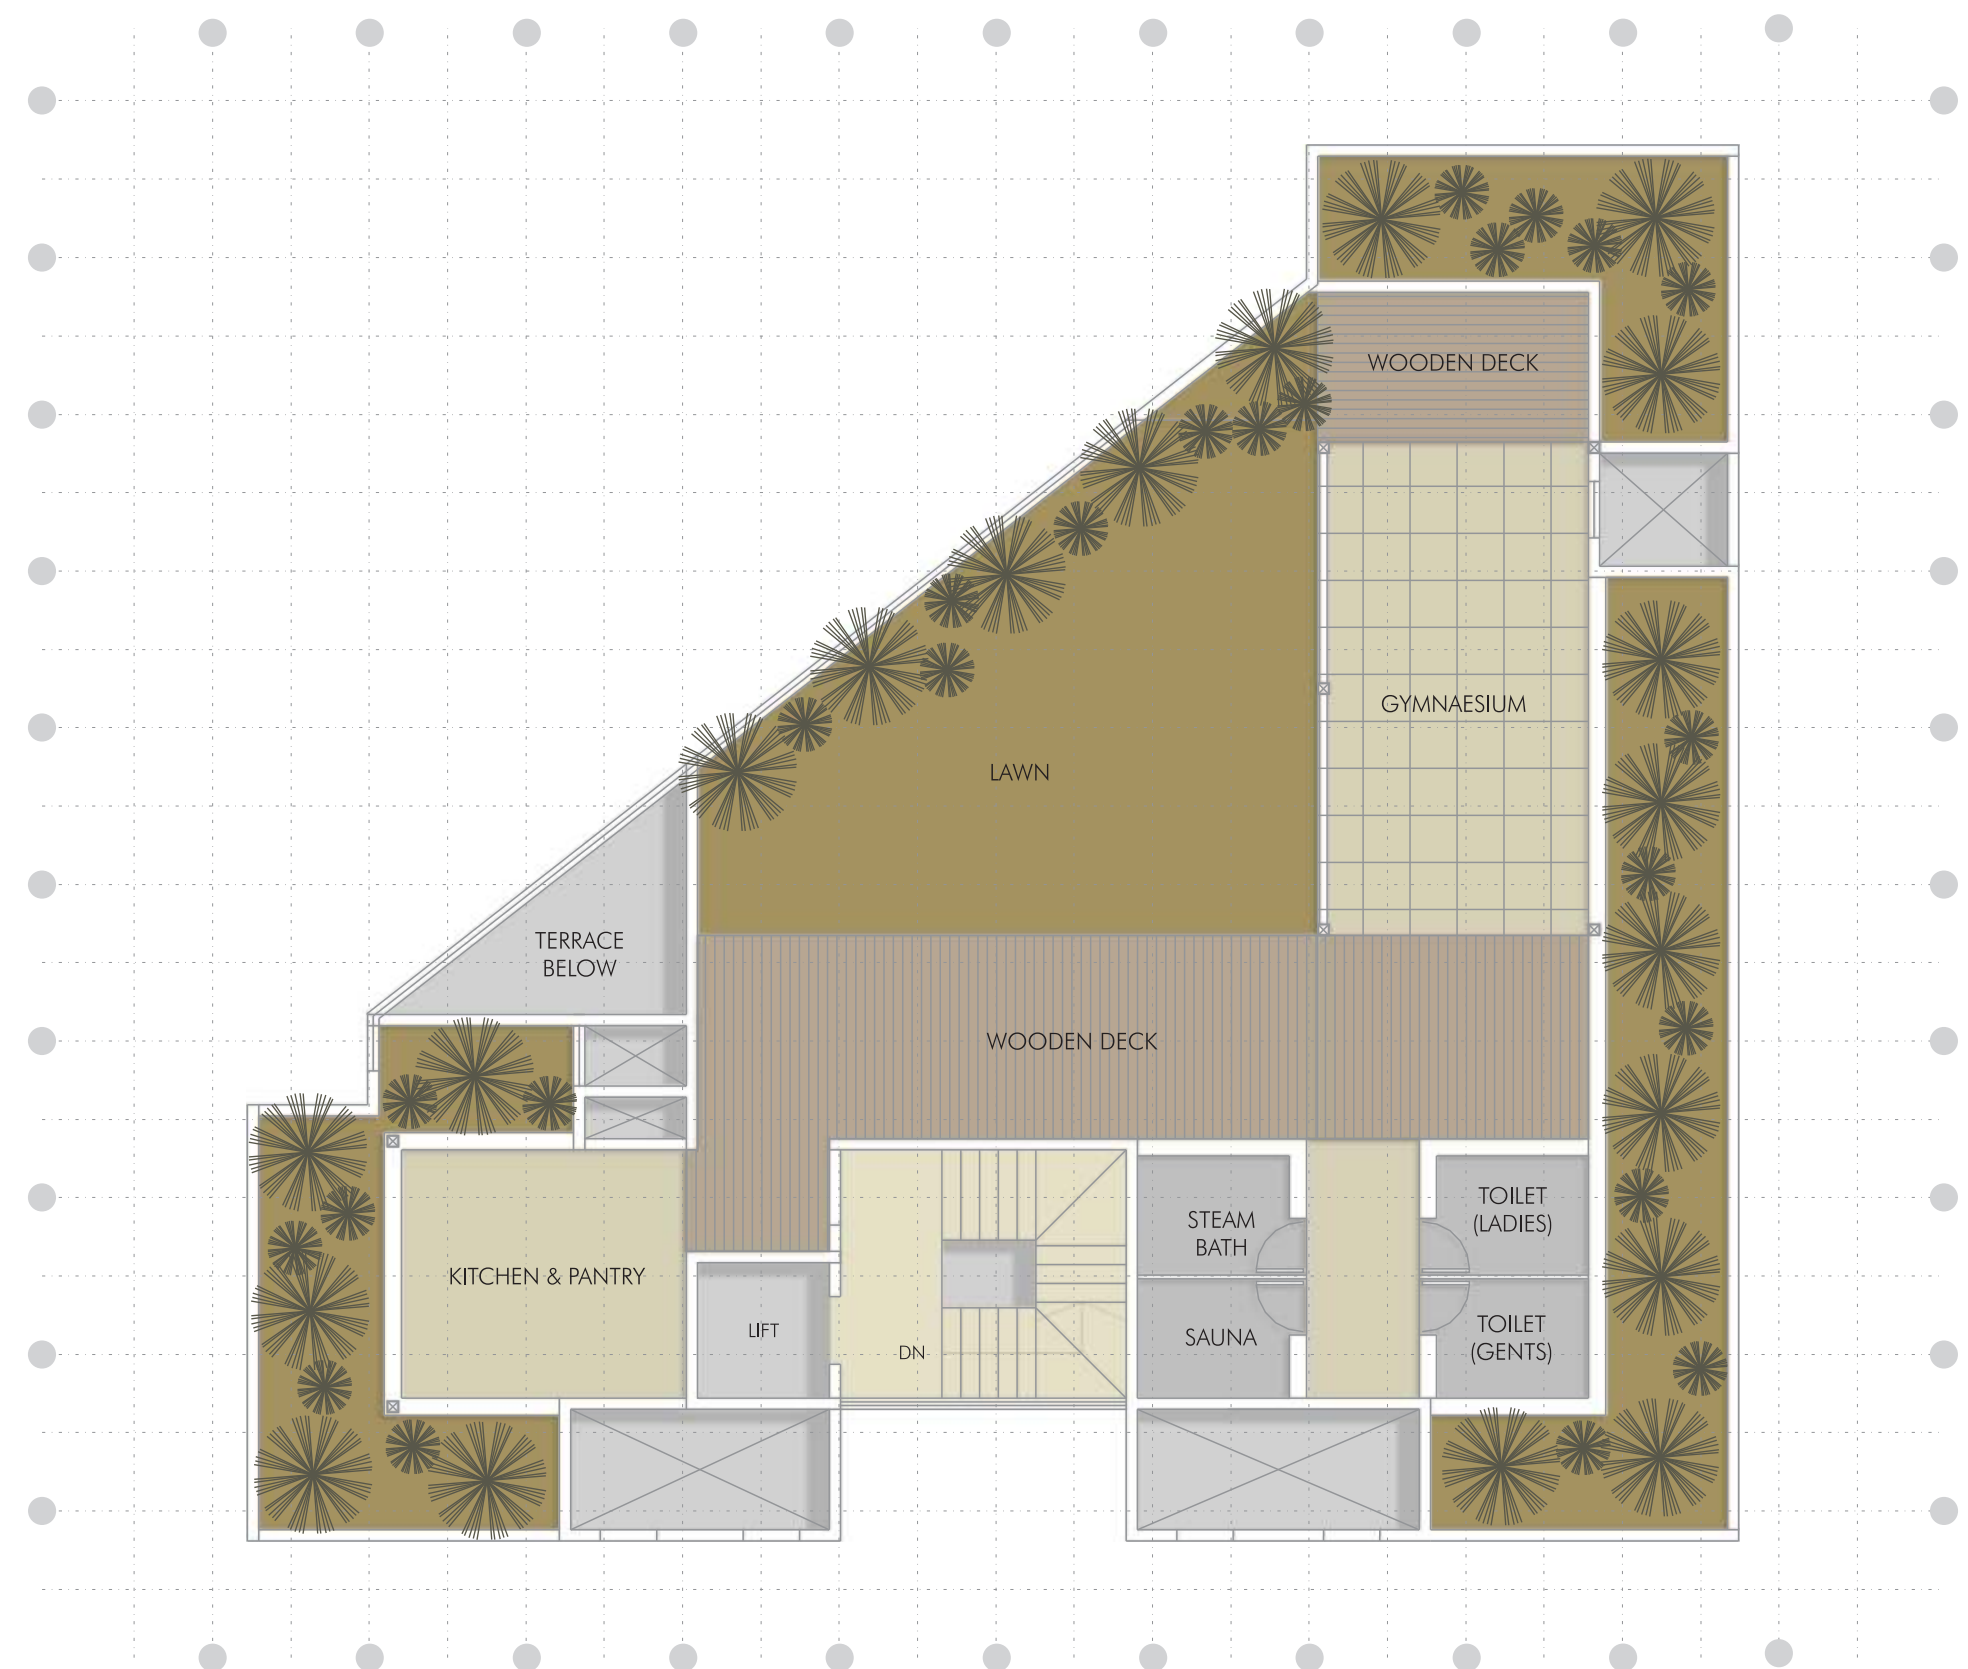 WOODEN DECK
GYMNAESIUM
LAWN
TERRACE
BELOW
WOODEN DECK
STEAM
BATH
TOILET
(LADIES)
KITCHEN & PANTRY
LIFT
DN
SAUNA
TOILET
(GENTS)